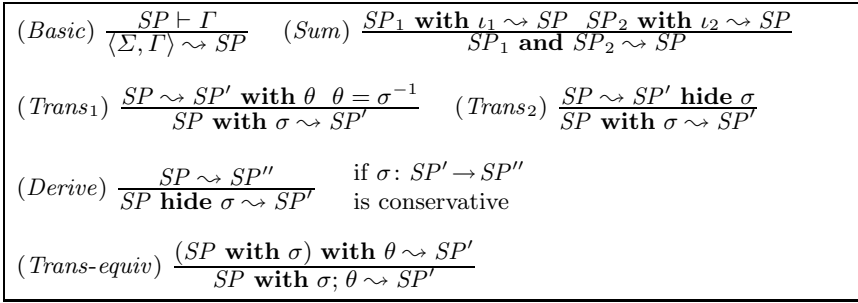 (Basic) SP ⊢ Γ / ⟨Σ, Γ⟩ ⇝ SP (Sum) SP₁ with ι₁ ⇝ SP SP₂ with ι₂ ⇝ SP / SP₁ and SP₂ ⇝ SP
(Trans₁) SP ⇝ SP′ with θ θ = σ⁻¹ / SP with σ ⇝ SP′ (Trans₂) SP ⇝ SP′ hide σ / SP with σ ⇝ SP′
(Derive) SP ⇝ SP′′ / SP hide σ ⇝ SP′ if σ: SP′ → SP′′ is conservative
(Trans-equiv) (SP with σ) with θ ⇝ SP′ / SP with σ; θ ⇝ SP′